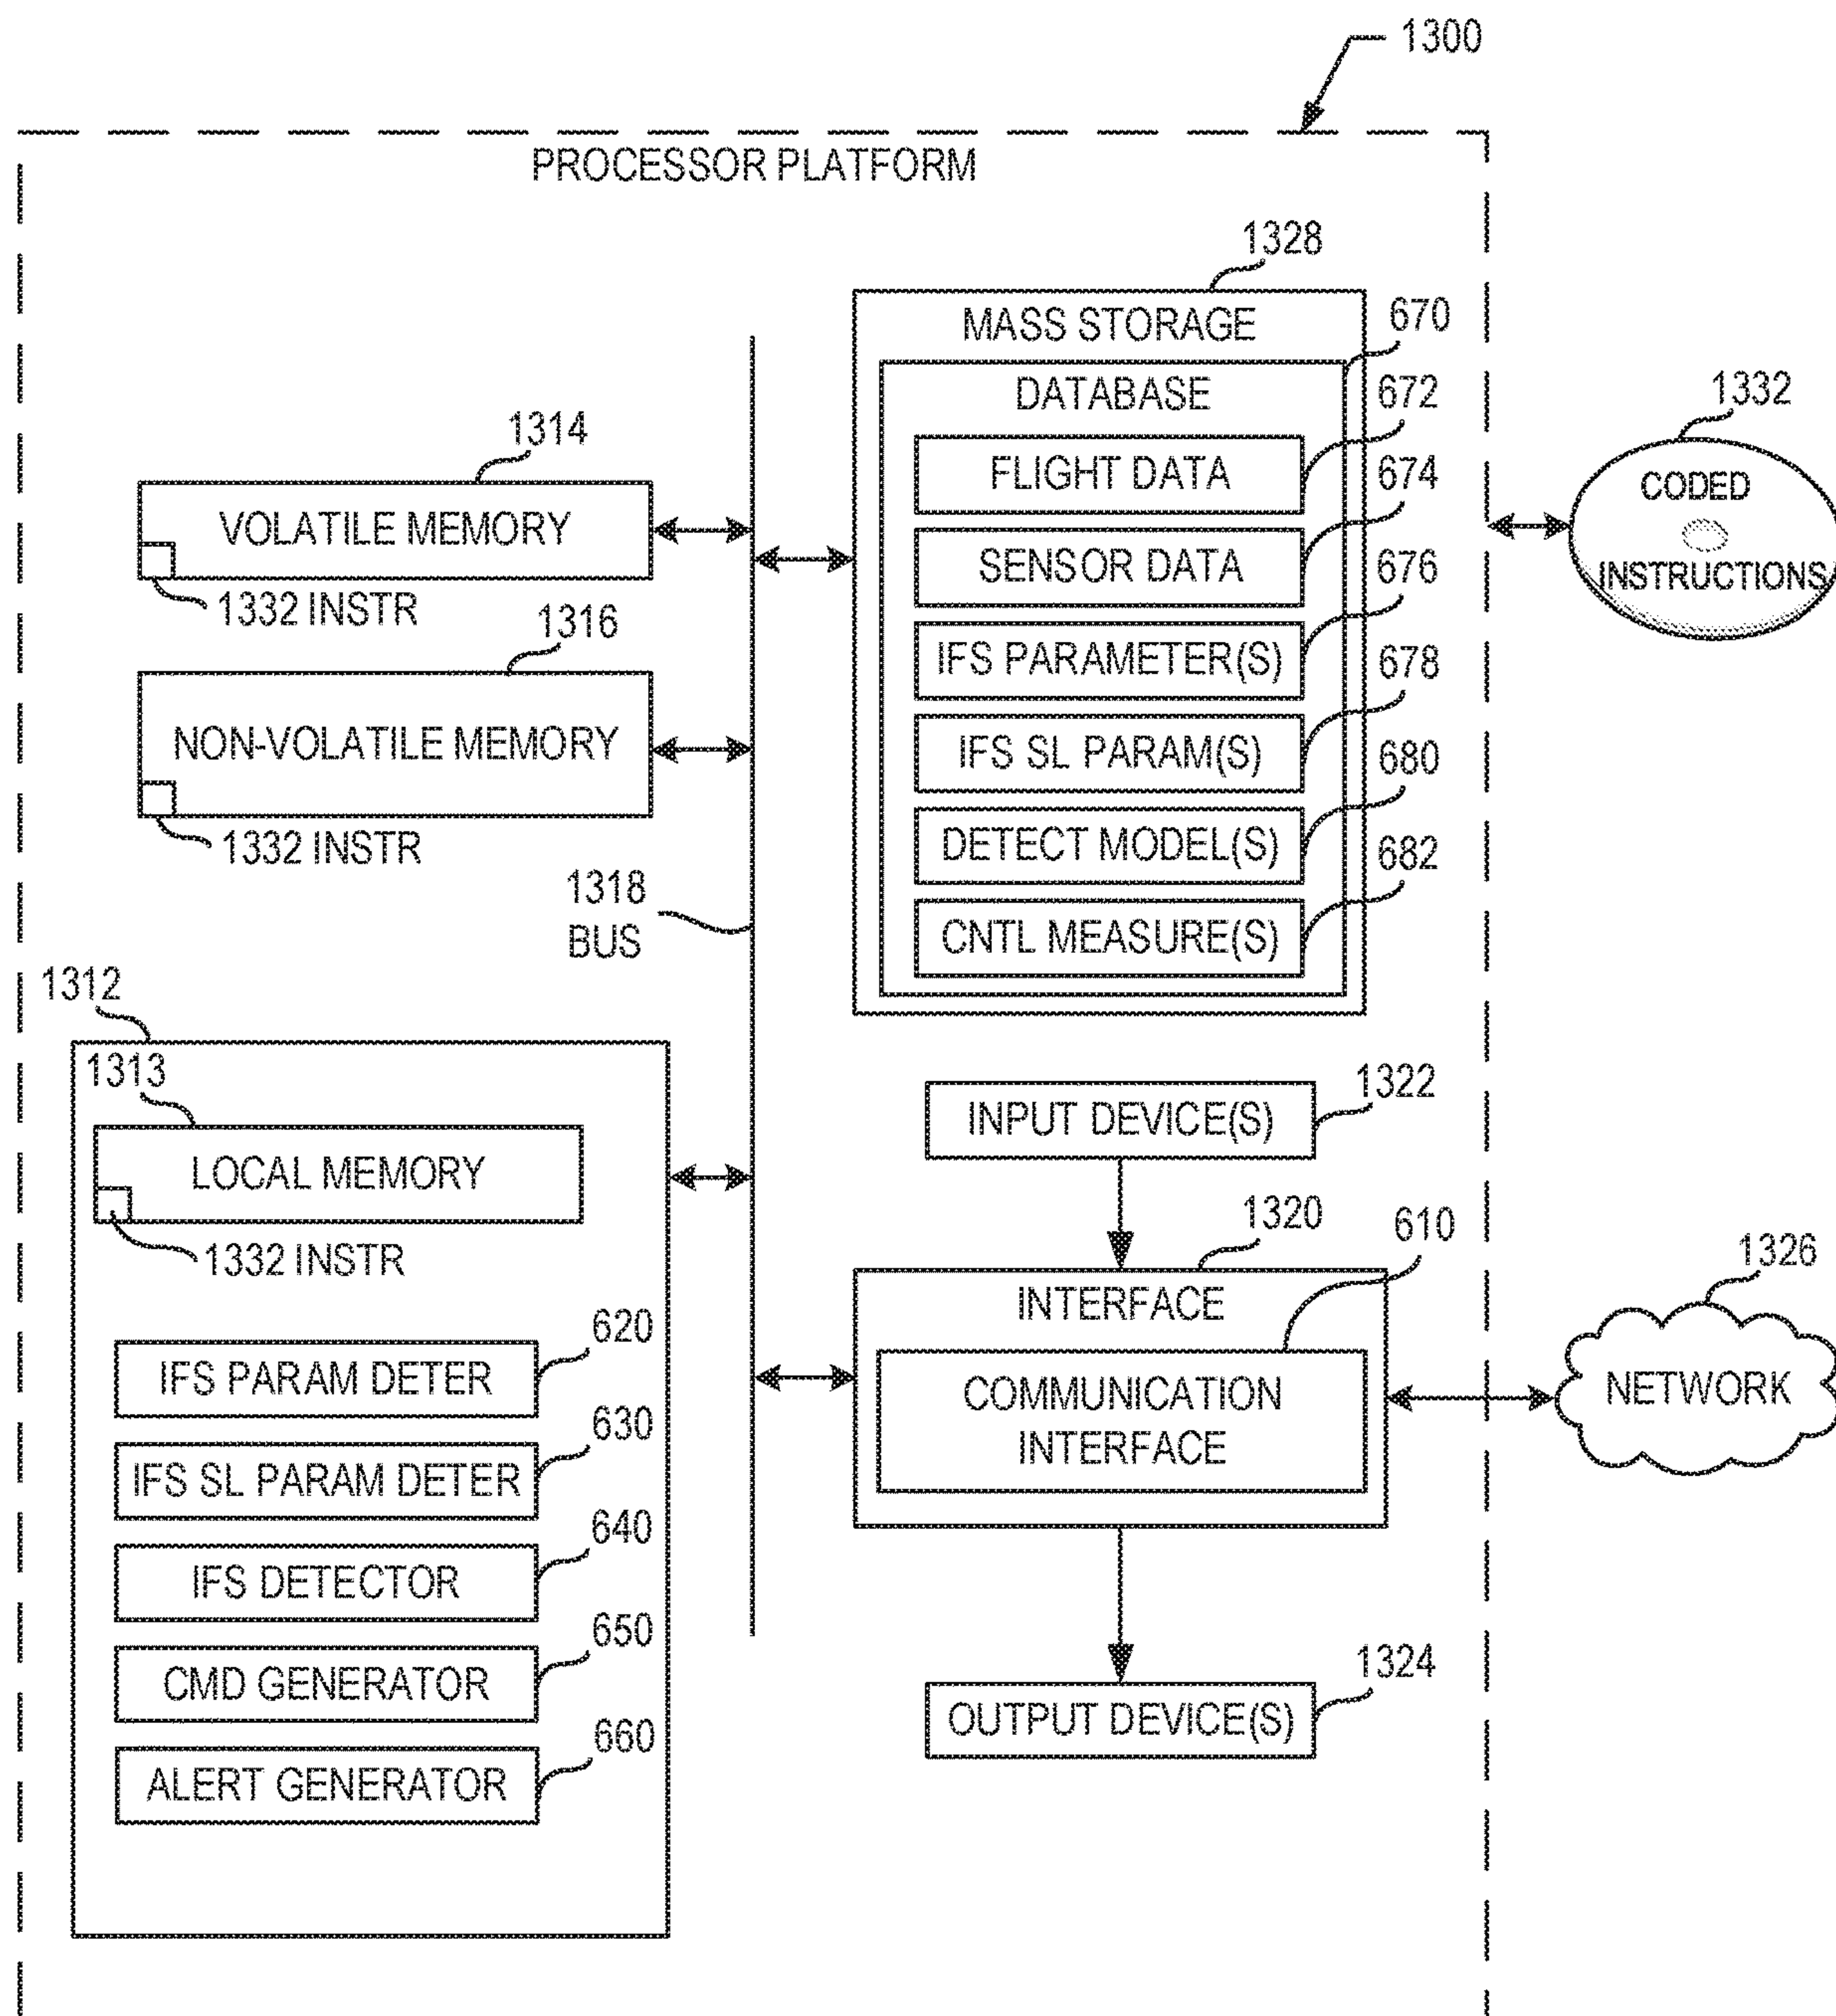 1300
PROCESSOR PLATFORM
1328
MASS STORAGE
670
DATABASE
672
FLIGHT DATA
674
SENSOR DATA
676
IFS PARAMETER(S)
678
IFS SL PARAM(S)
680
DETECT MODEL(S)
682
CNTL MEASURE(S)
1332
CODED
INSTRUCTIONS
1314
VOLATILE MEMORY
1332 INSTR
1316
NON-VOLATILE MEMORY
1332 INSTR
1318
BUS
1312
1313
LOCAL MEMORY
1332 INSTR
620
IFS PARAM DETER
630
IFS SL PARAM DETER
640
IFS DETECTOR
650
CMD GENERATOR
660
ALERT GENERATOR
1322
INPUT DEVICE(S)
1320
610
INTERFACE
COMMUNICATION
INTERFACE
1326
NETWORK
1324
OUTPUT DEVICE(S)